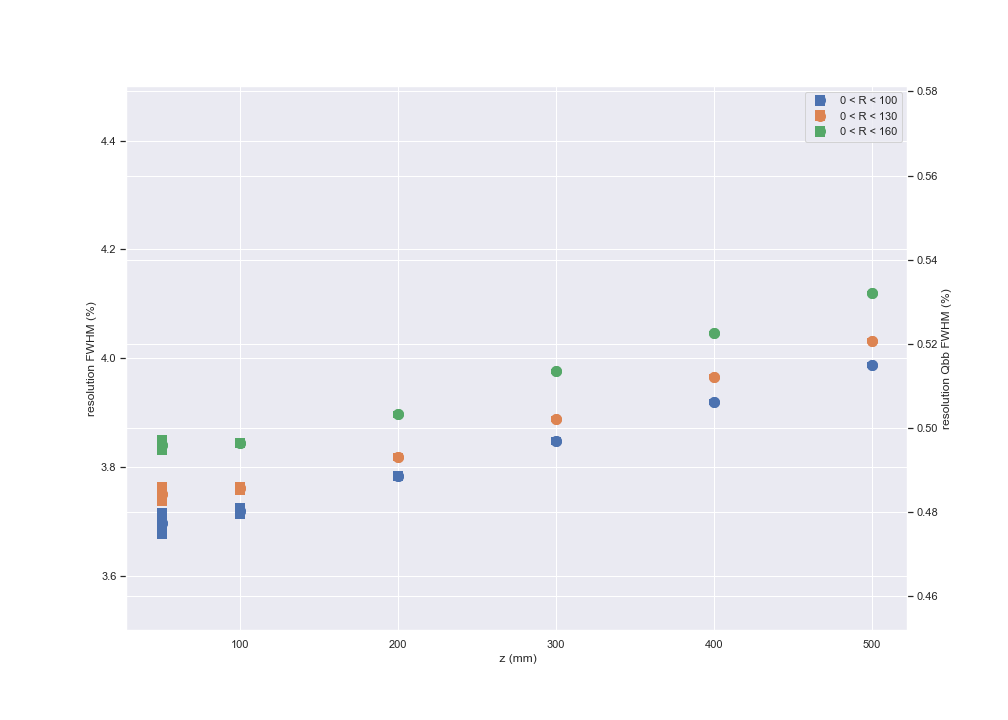 0 < R < 100
0 < R < 130
0 < R < 160
4.4
4.2
4.0
3.8
3.6
resolution FWHM (%)
0.58
0.56
0.54
0.52
0.50
0.48
0.46
resolution Qbb FWHM (%)
100
200
300
400
500
z (mm)